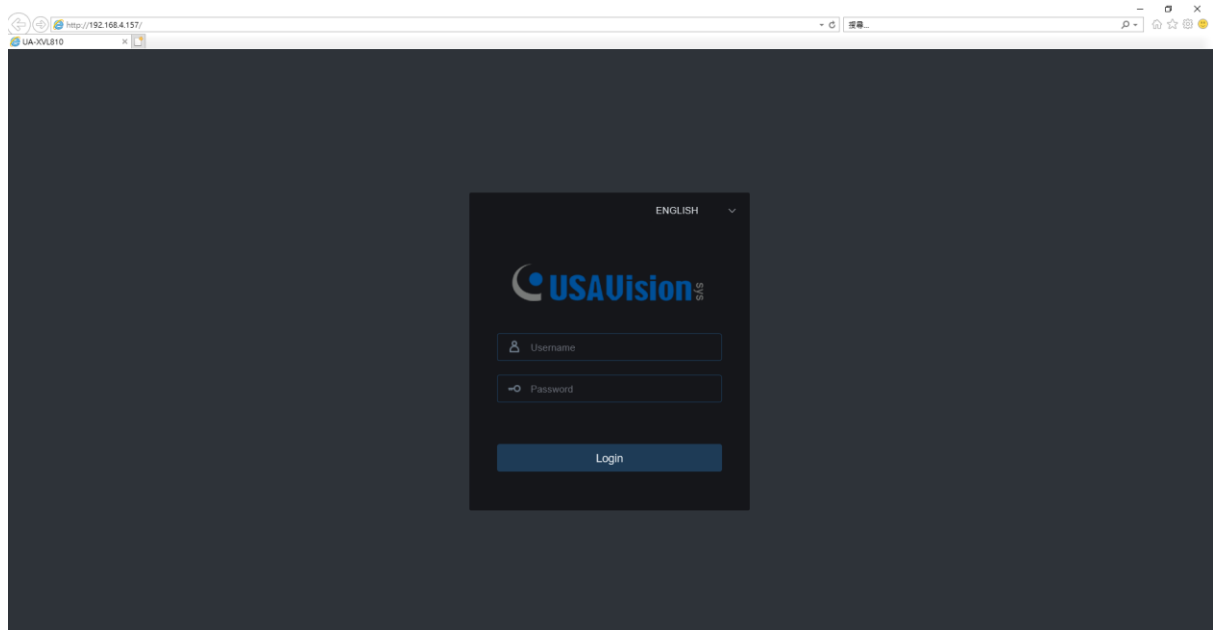 http://192.168.4.157/
搜尋...
UA-XVL810
ENGLISH
USAVision sys
Username
Password
Login